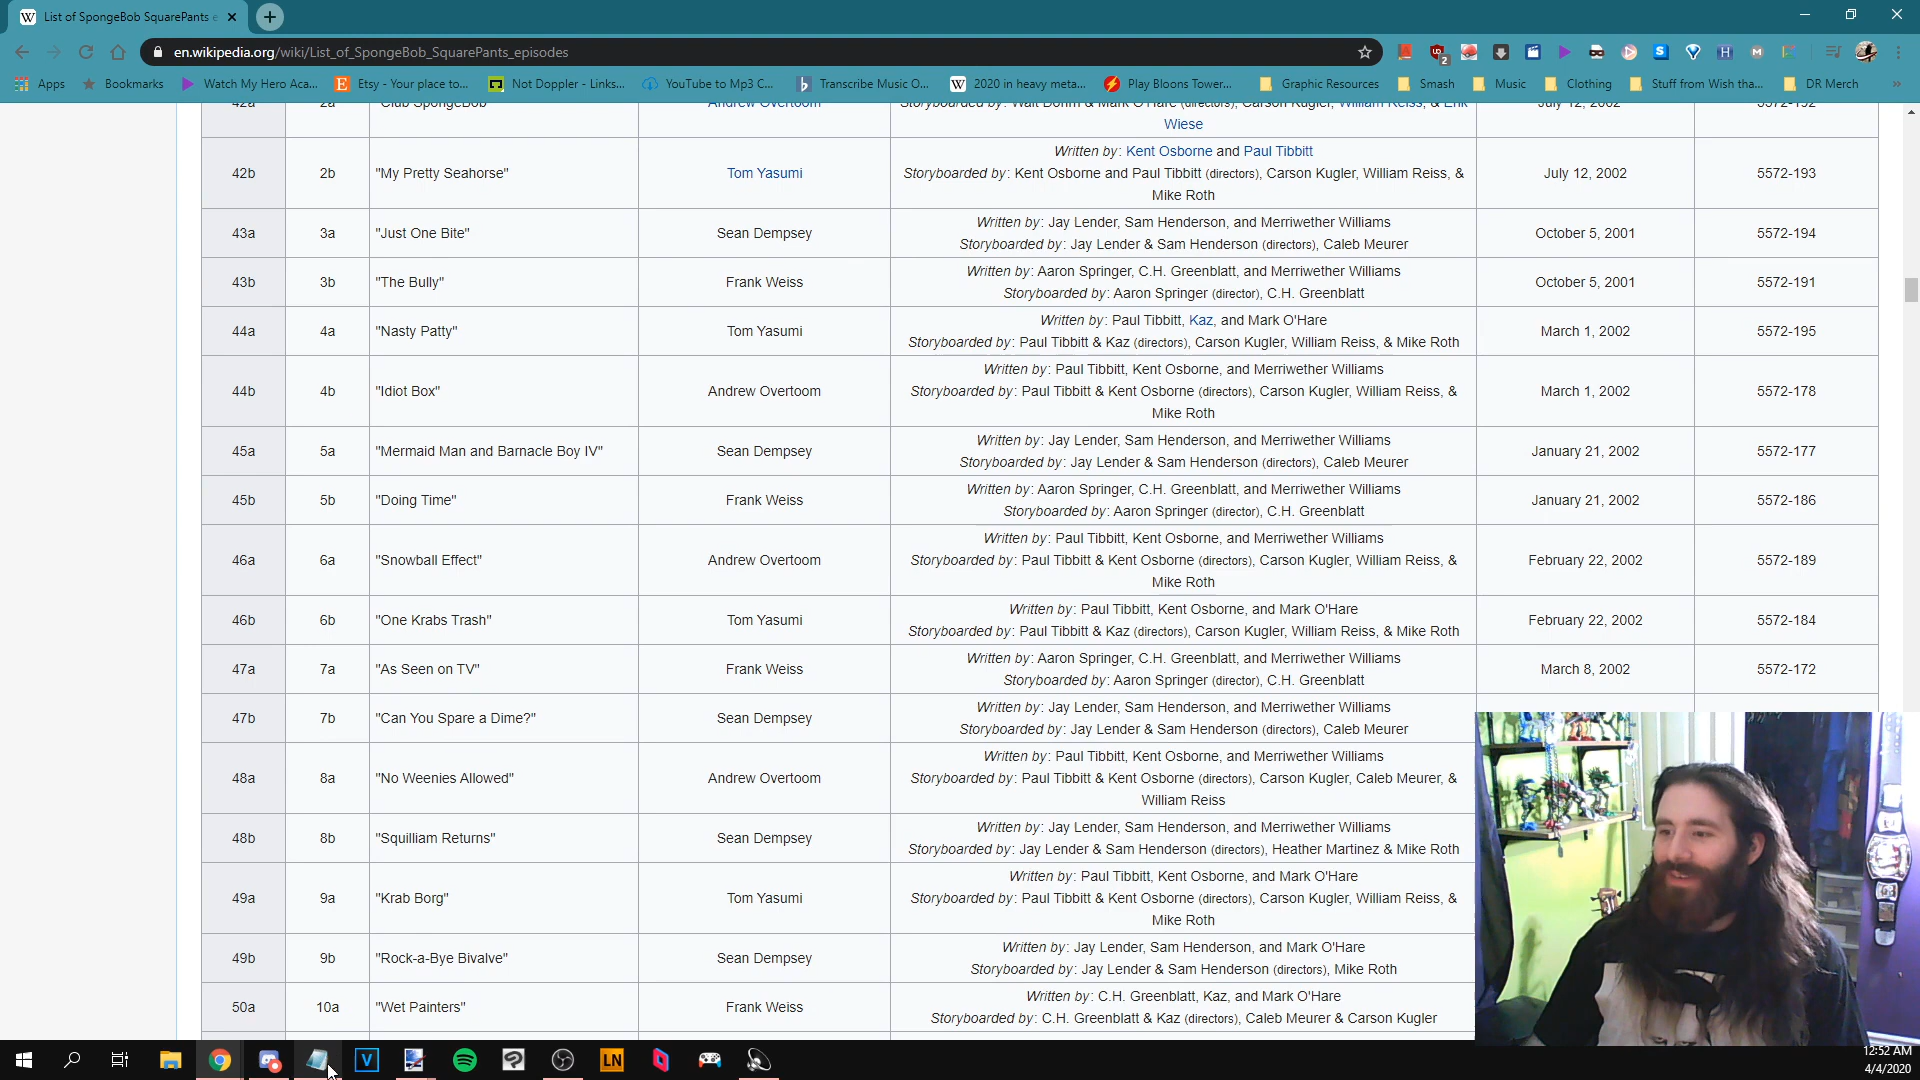 List of SpongeBob SquarePants e
en.wikipedia.org/wiki/List_of_SpongeBob_SquarePants_episodes
2
Apps Bookmarks Watch My Hero Aca... Etsy - Your place to... Not Doppler - Links... YouTube to Mp3 C... Transcribe Music O... 2020 in heavy meta... Play Bloons Tower... Graphic Resources Smash Music Clothing Stuff from Wish tha... DR Merch »
42a 2a "Club SpongeBob" Andrew Overtoom Storyboarded by: Walt Dohrn & Mark O'Hare (directors), Carson Kugler, William Reiss, & Erik July 12, 2002 5572-192
Wiese
Written by: Kent Osborne and Paul Tibbitt
42b 2b "My Pretty Seahorse" Tom Yasumi Storyboarded by: Kent Osborne and Paul Tibbitt (directors), Carson Kugler, William Reiss, & July 12, 2002 5572-193
Mike Roth
Written by: Jay Lender, Sam Henderson, and Merriwether Williams
43a 3a "Just One Bite" Sean Dempsey October 5, 2001 5572-194
Storyboarded by: Jay Lender & Sam Henderson (directors), Caleb Meurer
Written by: Aaron Springer, C.H. Greenblatt, and Merriwether Williams
43b 3b "The Bully" Frank Weiss October 5, 2001 5572-191
Storyboarded by: Aaron Springer (director), C.H. Greenblatt
Written by: Paul Tibbitt, Kaz, and Mark O'Hare
44a 4a "Nasty Patty" Tom Yasumi March 1, 2002 5572-195
Storyboarded by: Paul Tibbitt & Kaz (directors), Carson Kugler, William Reiss, & Mike Roth
Written by: Paul Tibbitt, Kent Osborne, and Merriwether Williams
44b 4b "Idiot Box" Andrew Overtoom Storyboarded by: Paul Tibbitt & Kent Osborne (directors), Carson Kugler, William Reiss, & March 1, 2002 5572-178
Mike Roth
Written by: Jay Lender, Sam Henderson, and Merriwether Williams
45a 5a "Mermaid Man and Barnacle Boy IV" Sean Dempsey January 21, 2002 5572-177
Storyboarded by: Jay Lender & Sam Henderson (directors), Caleb Meurer
Written by: Aaron Springer, C.H. Greenblatt, and Merriwether Williams
45b 5b "Doing Time" Frank Weiss January 21, 2002 5572-186
Storyboarded by: Aaron Springer (director), C.H. Greenblatt
Written by: Paul Tibbitt, Kent Osborne, and Merriwether Williams
46a 6a "Snowball Effect" Andrew Overtoom Storyboarded by: Paul Tibbitt & Kent Osborne (directors), Carson Kugler, William Reiss, & February 22, 2002 5572-189
Mike Roth
Written by: Paul Tibbitt, Kent Osborne, and Mark O'Hare
46b 6b "One Krabs Trash" Tom Yasumi February 22, 2002 5572-184
Storyboarded by: Paul Tibbitt & Kaz (directors), Carson Kugler, William Reiss, & Mike Roth
Written by: Aaron Springer, C.H. Greenblatt, and Merriwether Williams
47a 7a "As Seen on TV" Frank Weiss March 8, 2002 5572-172
Storyboarded by: Aaron Springer (director), C.H. Greenblatt
Written by: Jay Lender, Sam Henderson, and Merriwether Williams
47b 7b "Can You Spare a Dime?" Sean Dempsey
Storyboarded by: Jay Lender & Sam Henderson (directors), Caleb Meurer
Written by: Paul Tibbitt, Kent Osborne, and Merriwether Williams
48a 8a "No Weenies Allowed" Andrew Overtoom Storyboarded by: Paul Tibbitt & Kent Osborne (directors), Carson Kugler, Caleb Meurer, &
William Reiss
Written by: Jay Lender, Sam Henderson, and Merriwether Williams
48b 8b "Squilliam Returns" Sean Dempsey
Storyboarded by: Jay Lender & Sam Henderson (directors), Heather Martinez & Mike Roth
Written by: Paul Tibbitt, Kent Osborne, and Mark O'Hare
49a 9a "Krab Borg" Tom Yasumi Storyboarded by: Paul Tibbitt & Kent Osborne (directors), Carson Kugler, William Reiss, &
Mike Roth
Written by: Jay Lender, Sam Henderson, and Mark O'Hare
49b 9b "Rock-a-Bye Bivalve" Sean Dempsey
Storyboarded by: Jay Lender & Sam Henderson (directors), Mike Roth
Written by: C.H. Greenblatt, Kaz, and Mark O'Hare
50a 10a "Wet Painters" Frank Weiss
Storyboarded by: C.H. Greenblatt & Kaz (directors), Caleb Meurer & Carson Kugler
LN
12:52 AM
4/4/2020